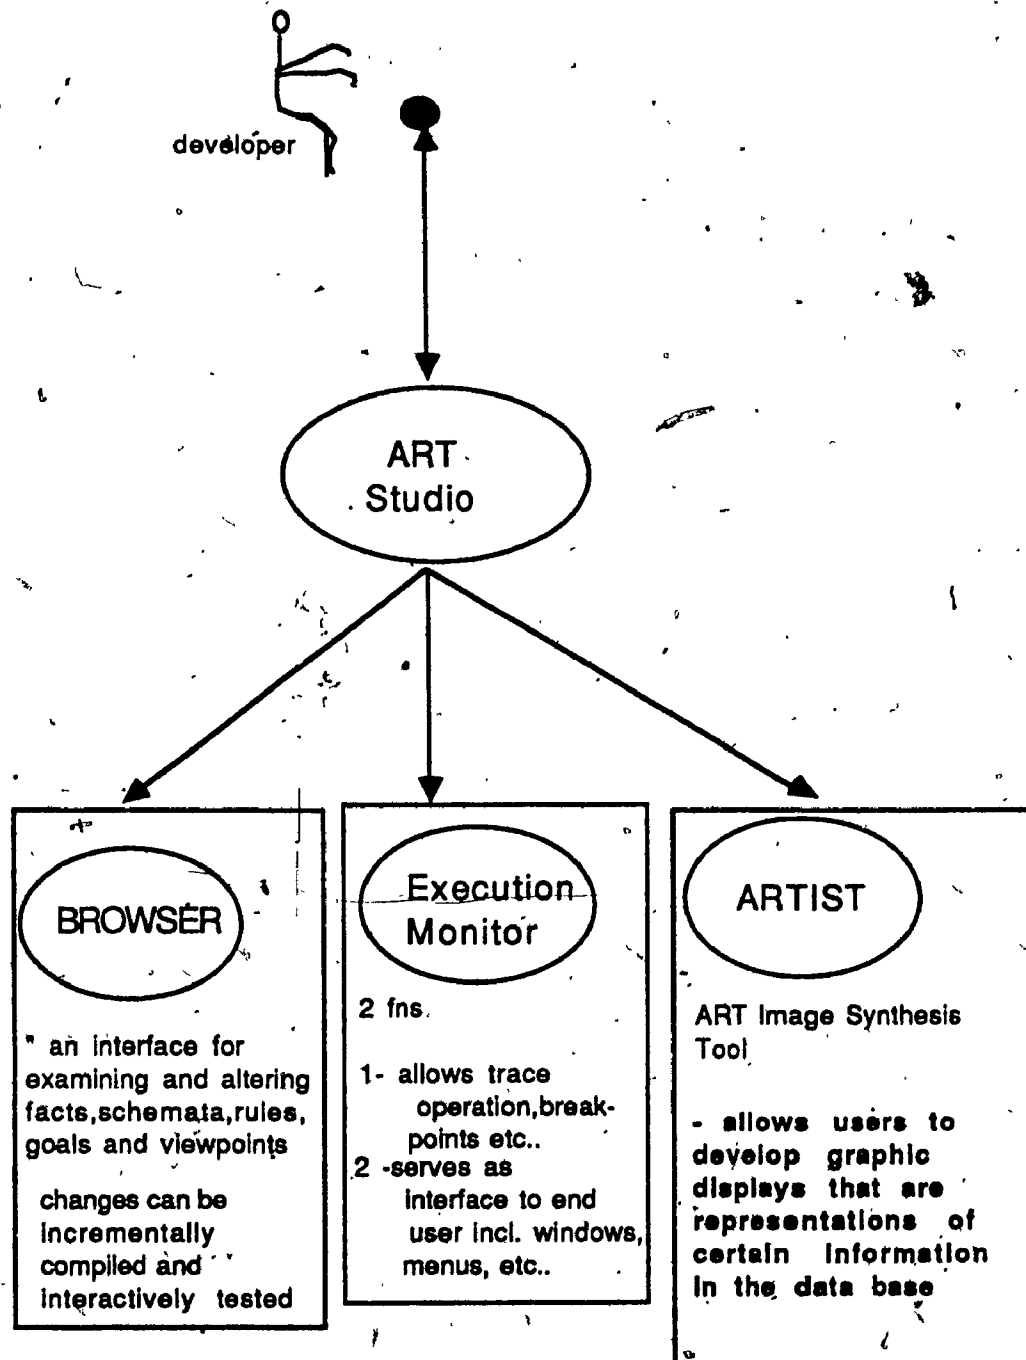 developer
ART
Studio
BROWSER
" an interface for
examining and altering
facts,schemata,rules,
goals and viewpoints
changes can be
incrementally
compiled and
interactively tested
Execution
Monitor
2 fns.
1- allows trace
operation,break-
points etc..
2 -serves as
interface to end
user incl. windows,
menus, etc..
ARTIST
ART Image Synthesis
Tool
- allows users to
develop graphic
displays that are
representations of
certain information
in the data base